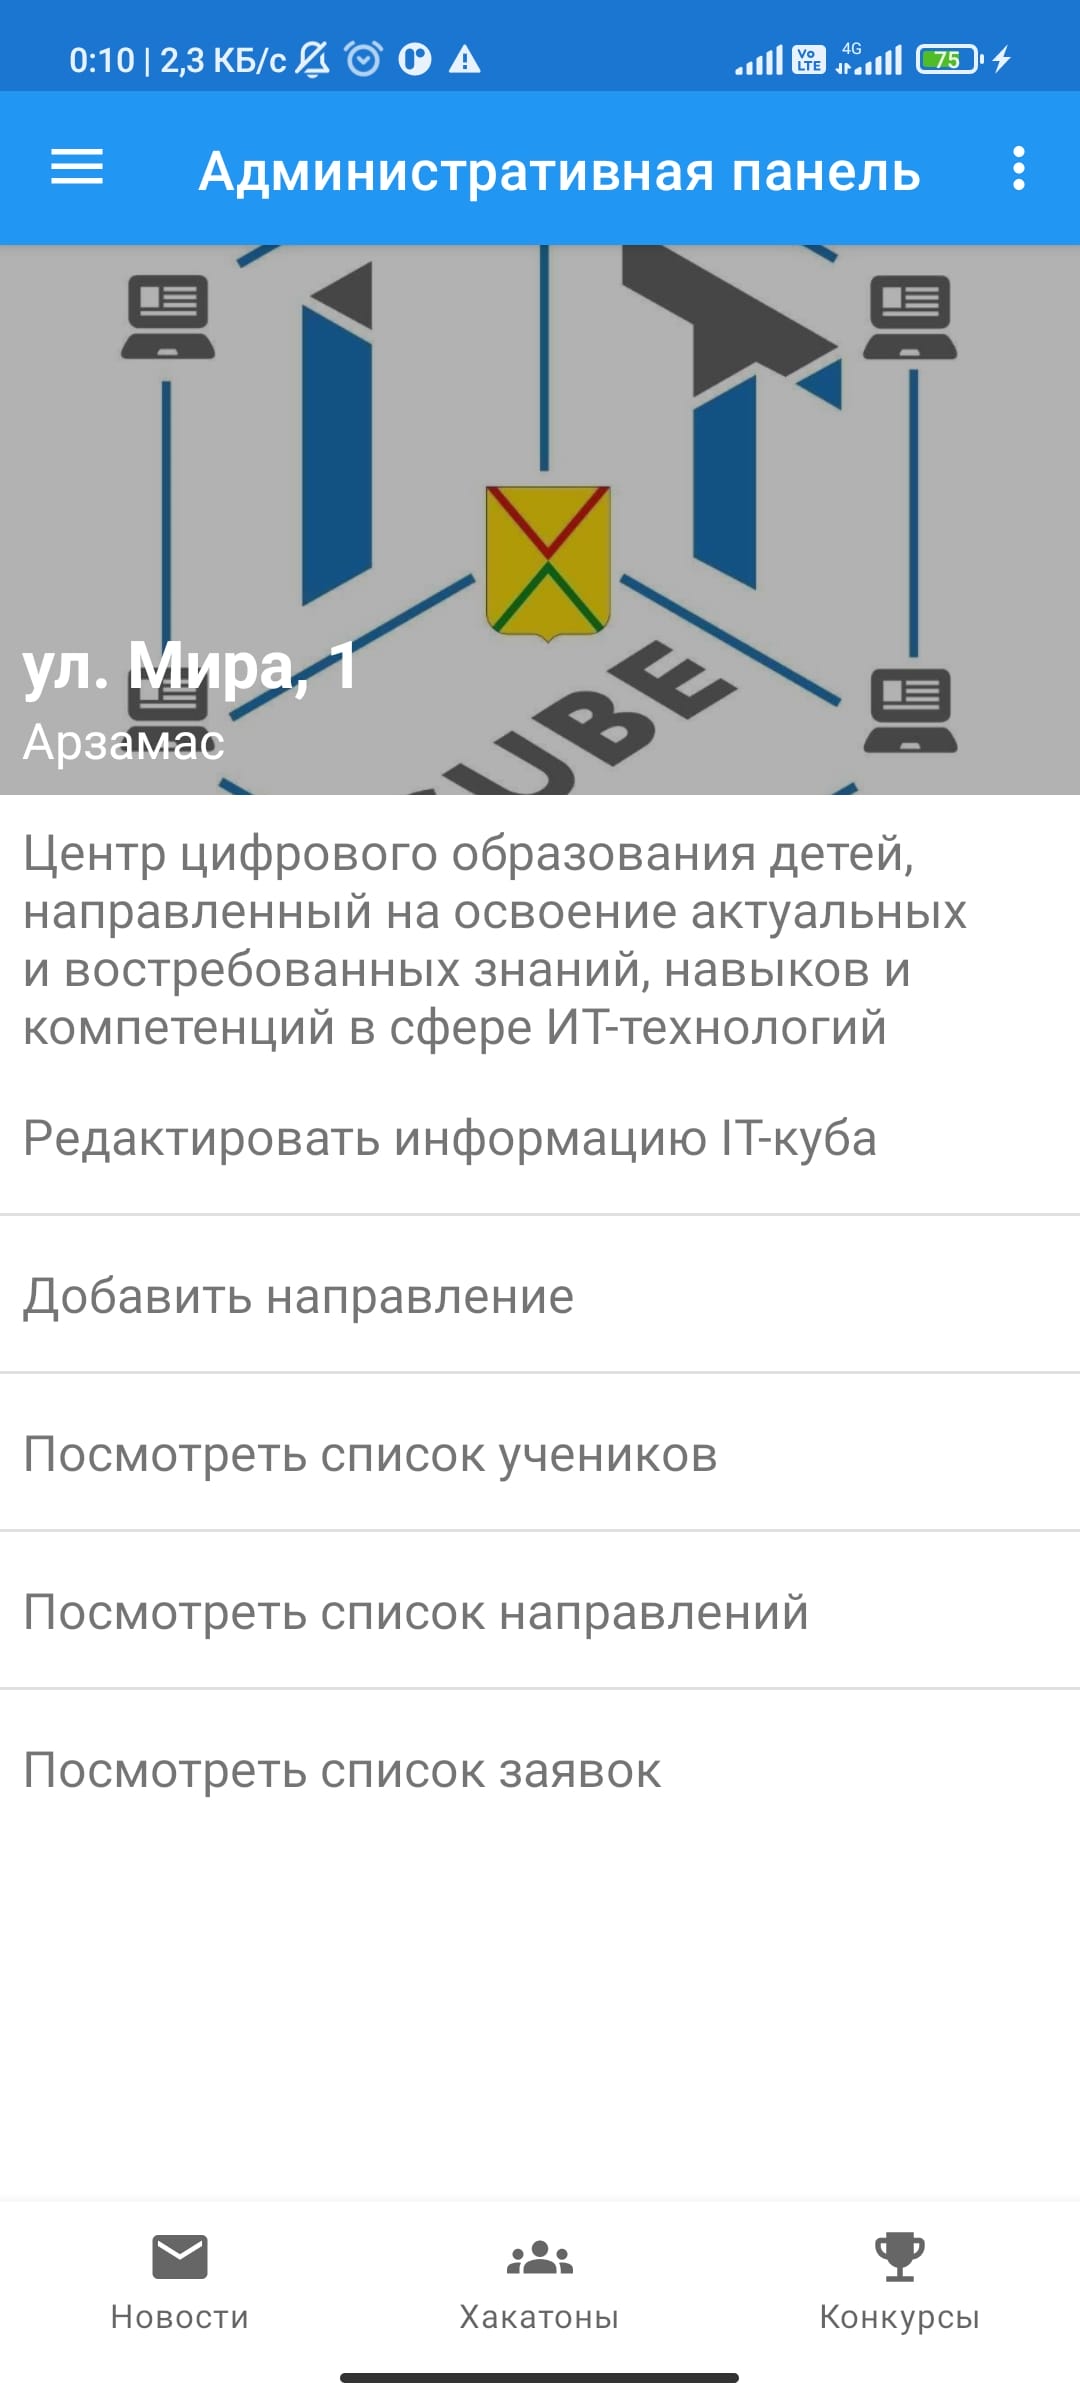 0:10 | 2,3 КБ/с
Vo LTE
4G
75
Административная панель
ул. Мира, 1
Арзамас
CUBE
Центр цифрового образования детей,
направленный на освоение актуальных
и востребованных знаний, навыков и
компетенций в сфере ИТ-технологий
Редактировать информацию IT-куба
Добавить направление
Посмотреть список учеников
Посмотреть список направлений
Посмотреть список заявок
Новости
Хакатоны
Конкурсы